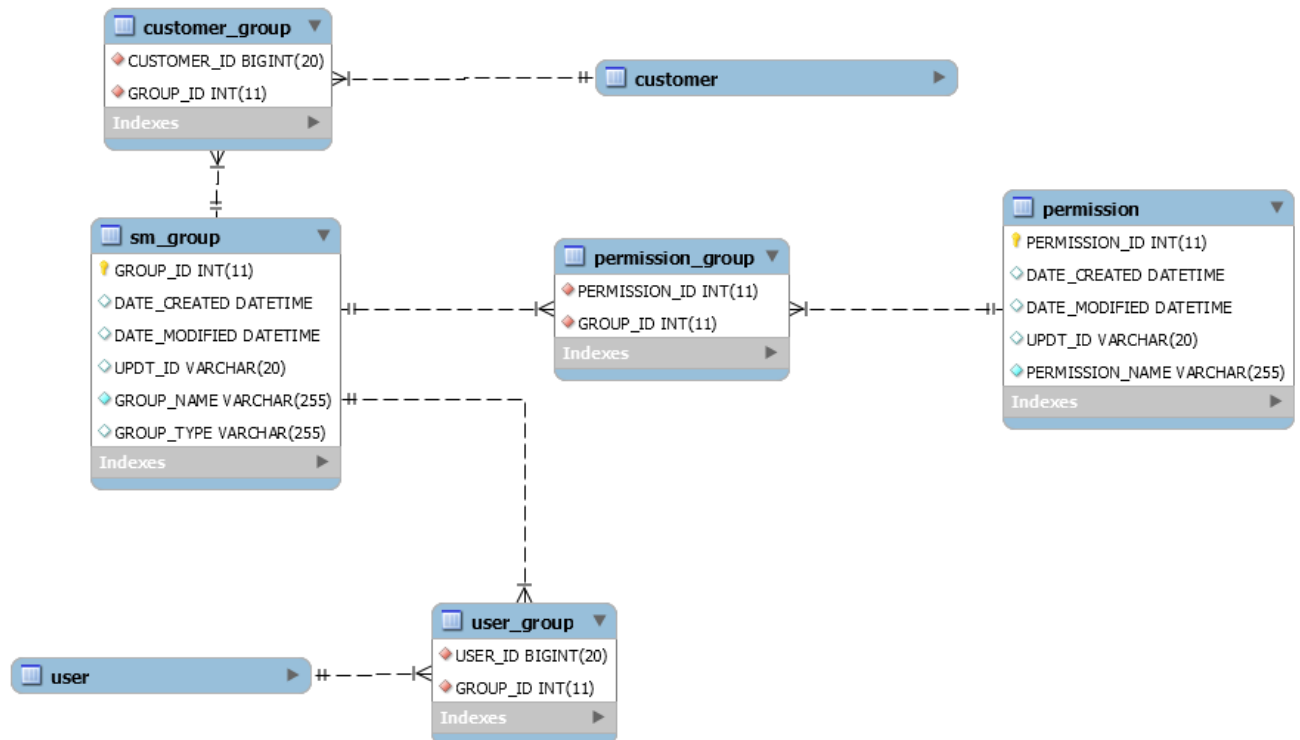 customer_group
CUSTOMER_ID BIGINT(20)
GROUP_ID INT(11)
Indexes
customer
sm_group
GROUP_ID INT(11)
DATE_CREATED DATETIME
DATE_MODIFIED DATETIME
UPDT_ID VARCHAR(20)
GROUP_NAME VARCHAR(255)
GROUP_TYPE VARCHAR(255)
Indexes
permission_group
PERMISSION_ID INT(11)
GROUP_ID INT(11)
Indexes
permission
PERMISSION_ID INT(11)
DATE_CREATED DATETIME
DATE_MODIFIED DATETIME
UPDT_ID VARCHAR(20)
PERMISSION_NAME VARCHAR(255)
Indexes
user_group
USER_ID BIGINT(20)
GROUP_ID INT(11)
Indexes
user